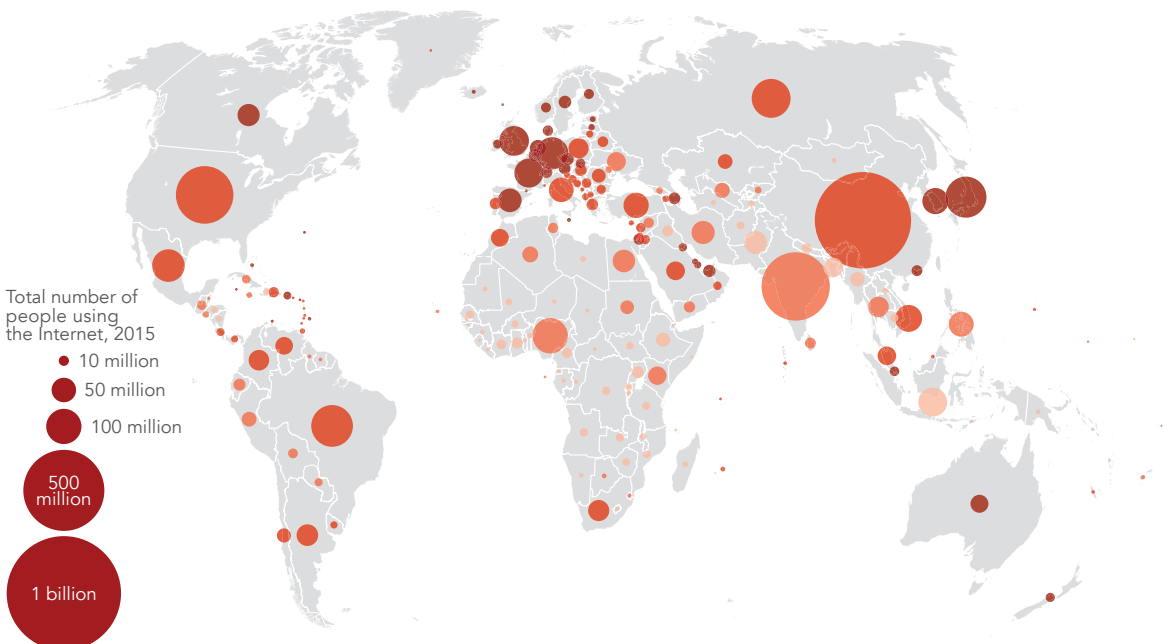 Total number of
people using
the Internet, 2015
10 million
50 million
100 million
500
million
1 billion